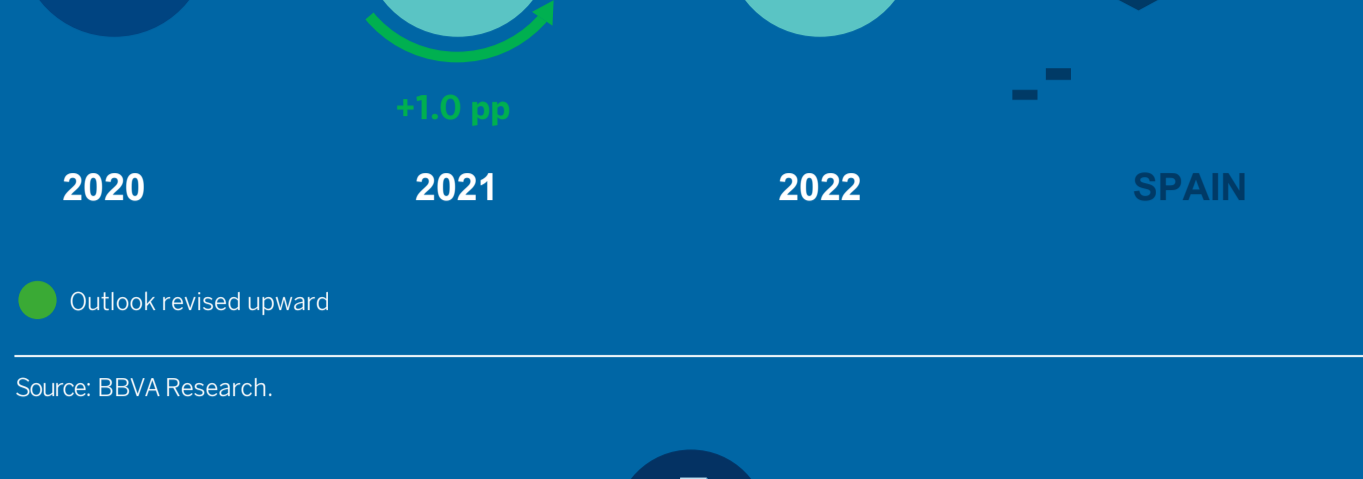 +1.0 pp
2020 2021 2022 SPAIN
Outlook revised upward
Source: BBVA Research.